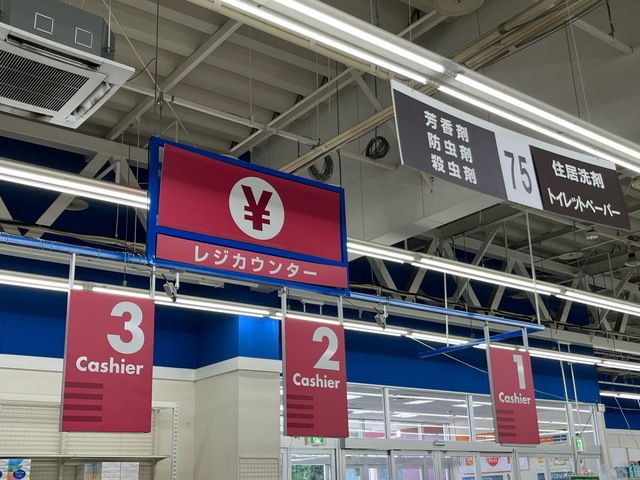 芳香剤
防虫剤
殺虫剤
75
住居洗剤
トイレットペーパー
¥
レジカウンター
3
Cashier
2
Cashier
1
Cashier